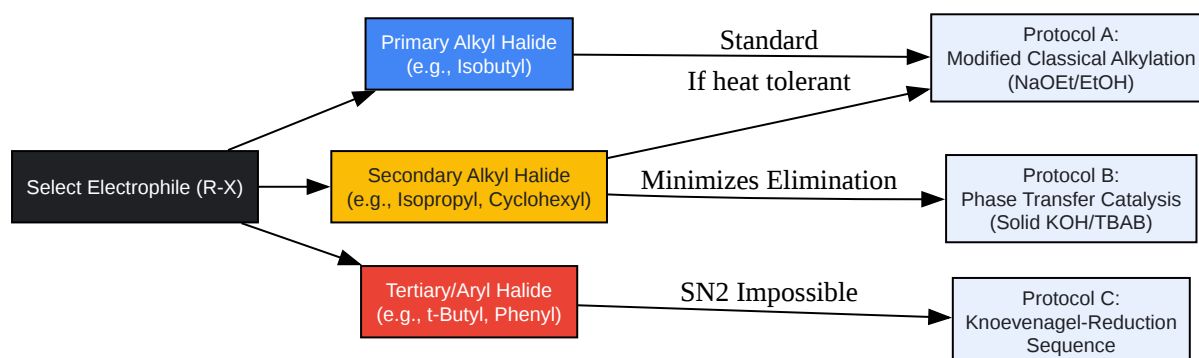 Primary Alkyl Halide
(e.g., Isobutyl)
Standard
Protocol A:
Modified Classical Alkylation
(NaOEt/EtOH)
If heat tolerant
Select Electrophile (R-X)
Secondary Alkyl Halide
(e.g., Isopropyl, Cyclohexyl)
Minimizes Elimination
Protocol B:
Phase Transfer Catalysis
(Solid KOH/TBAB)
Tertiary/Aryl Halide
(e.g., t-Butyl, Phenyl)
SN2 Impossible
Protocol C:
Knoevenagel-Reduction
Sequence